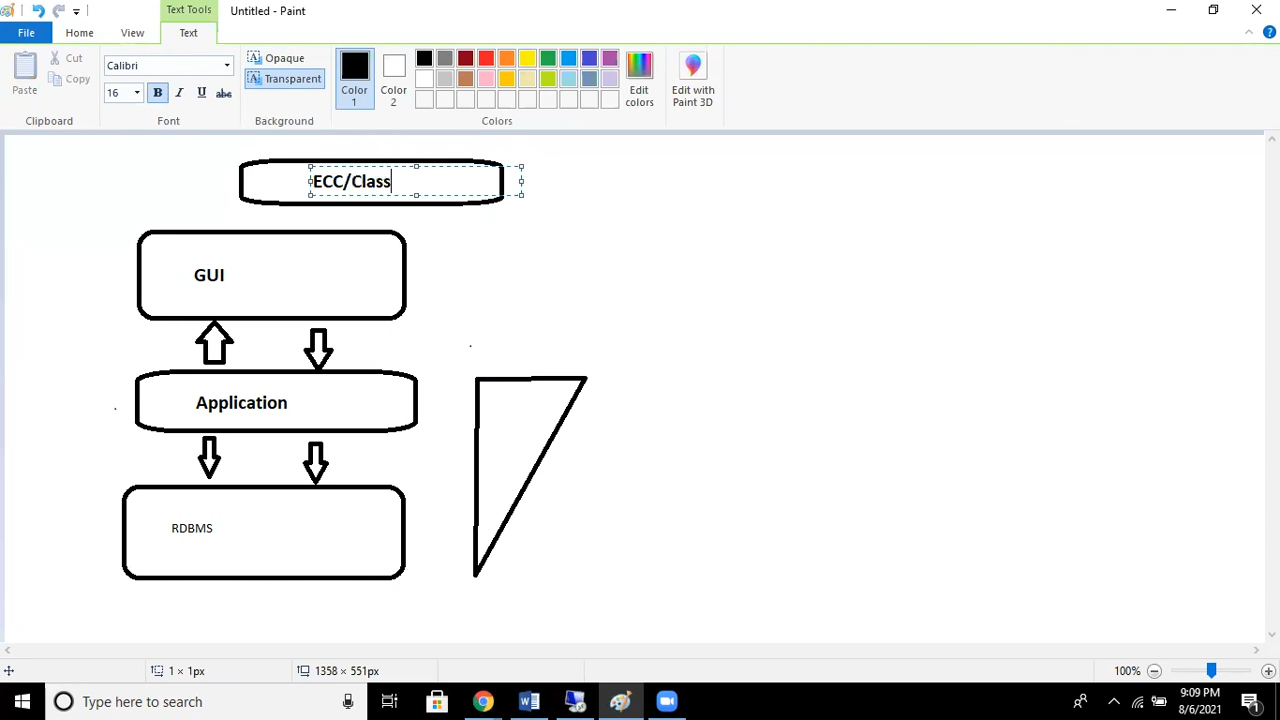 Text Tools
Untitled - Paint
File
Home
View
Text
Paste
Cut
Copy
Clipboard
Calibri
16
B
I
U
abc
Font
Opaque
Transparent
Background
Color 1
Color 2
Edit colors
Colors
Edit with Paint 3D
ECC/Class
GUI
Application
RDBMS
1 × 1px
1358 × 551px
100%
Type here to search
9:09 PM
8/6/2021
1